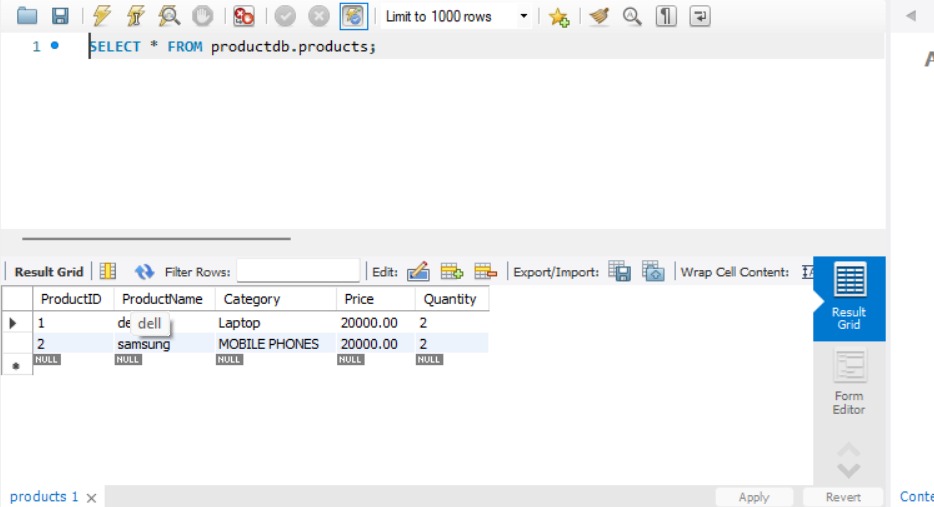 Limit to 1000 rows
1 SELECT * FROM productdb.products;
Result Grid Filter Rows: Edit: Export/Import: Wrap Cell Content:
ProductID ProductName Category Price Quantity
1 dell Laptop 20000.00 2
2 samsung MOBILE PHONES 20000.00 2
NULL NULL NULL NULL NULL
Result
Grid
Form
Editor
products 1
Apply Revert